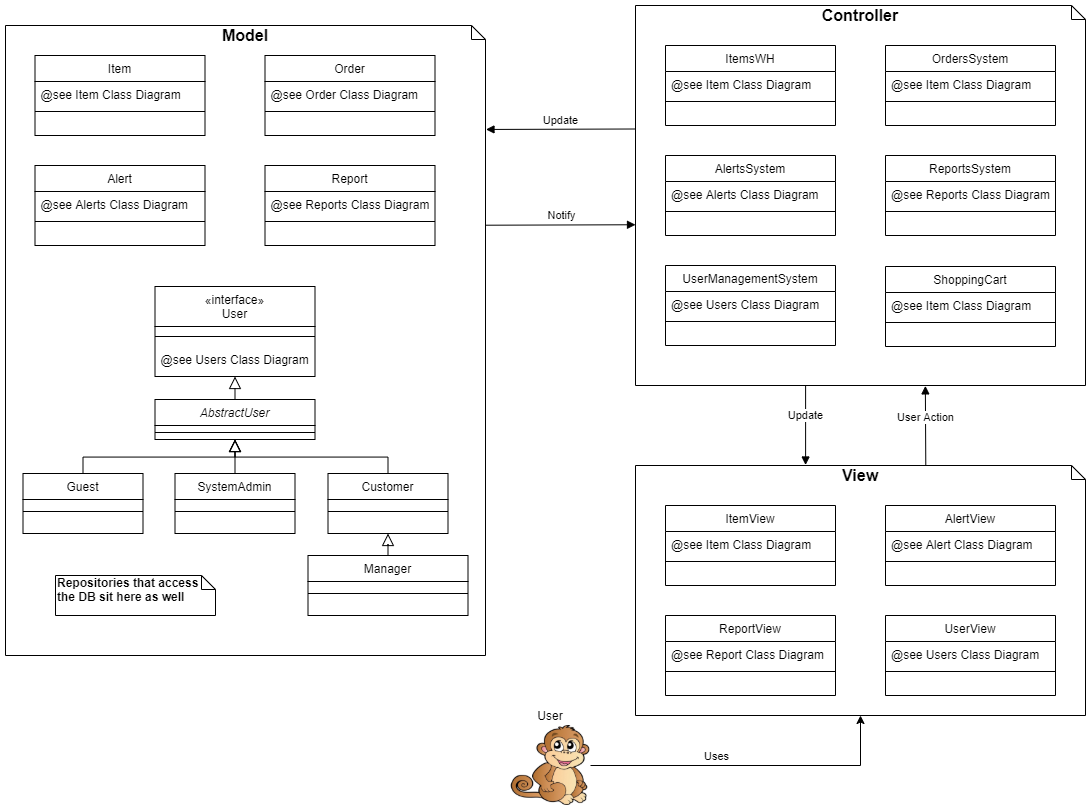 Model
Item
@see Item Class Diagram
Order
@see Order Class Diagram
Alert
@see Alerts Class Diagram
Report
@see Reports Class Diagram
«interface»
User
@see Users Class Diagram
AbstractUser
Guest
SystemAdmin
Customer
Manager
Repositories that access
the DB sit here as well
Update
Notify
Controller
ItemsWH
@see Item Class Diagram
OrdersSystem
@see Item Class Diagram
AlertsSystem
@see Alerts Class Diagram
ReportsSystem
@see Reports Class Diagram
UserManagementSystem
@see Users Class Diagram
ShoppingCart
@see Item Class Diagram
Update
User Action
View
ItemView
@see Item Class Diagram
AlertView
@see Alert Class Diagram
ReportView
@see Report Class Diagram
UserView
@see Users Class Diagram
User
Uses